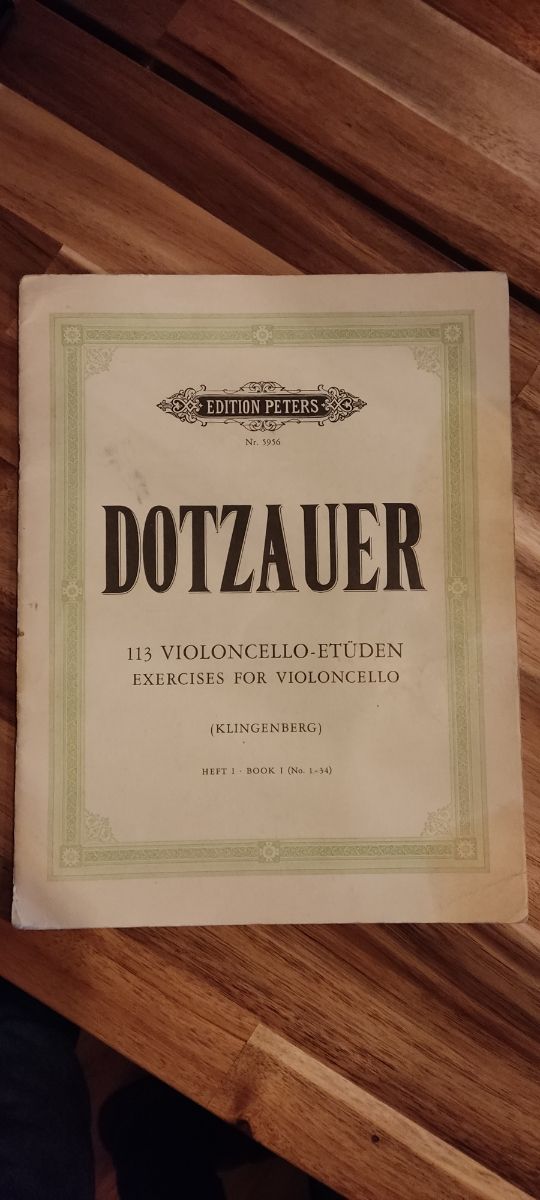 EDITION PETERS
Nr. 5956
DOTZAUER
113 VIOLONCELLO-ETÜDEN
EXERCISES FOR VIOLONCELLO
(KLINGENBERG)
HEFT I · BOOK I (No. 1-34)